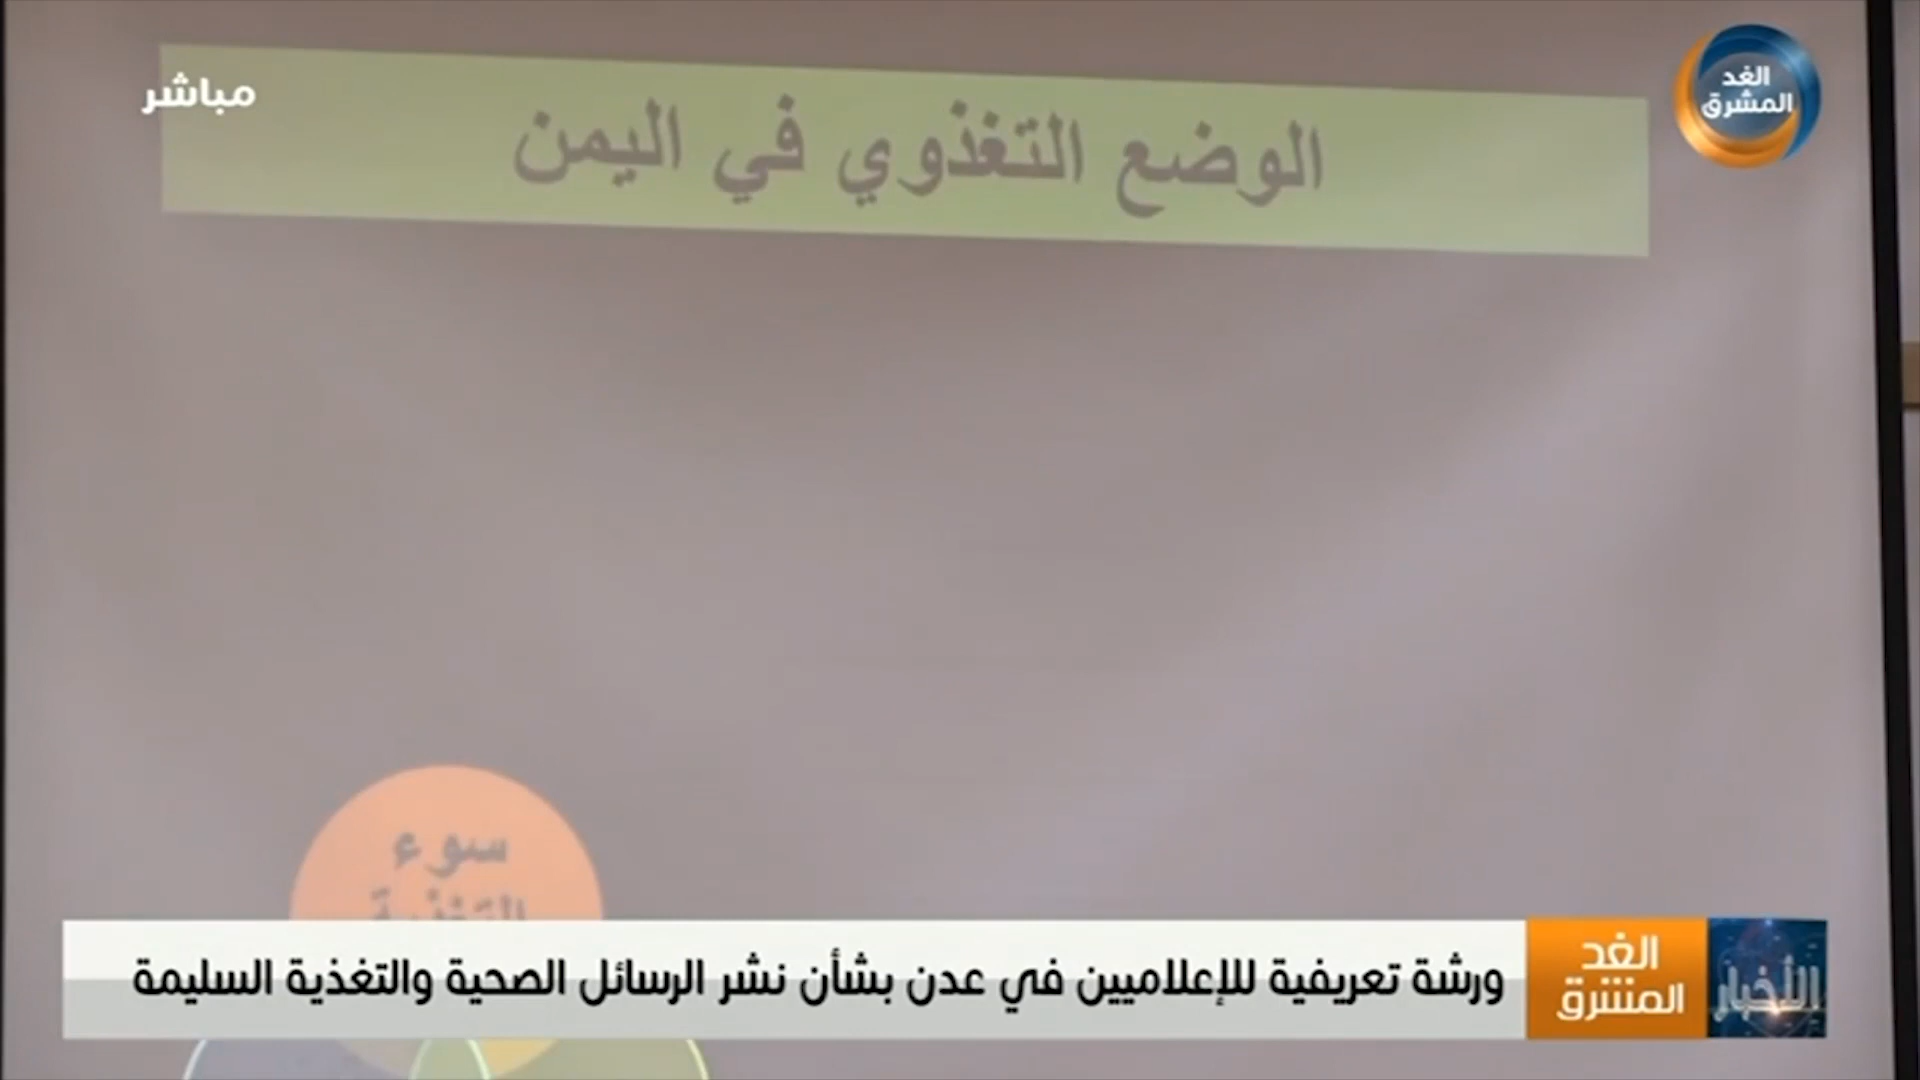 مباشر
الغد
المشرق
الوضع التغذوي في اليمن
سوء
التغذية
ورشة تعريفية للإعلاميين في عدن بشأن نشر الرسائل الصحية والتغذية السليمة
الغد
المشرق
الأخبار